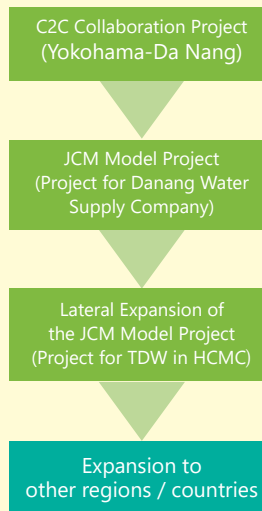 C2C Collaboration Project
(Yokohama-Da Nang)
JCM Model Project
(Project for Danang Water
Supply Company)
Lateral Expansion of
the JCM Model Project
(Project for TDW in HCMC)
Expansion to
other regions / countries